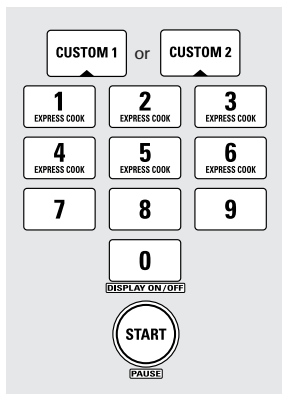 CUSTOM 1 or CUSTOM 2
1 2 3
EXPRESS COOK EXPRESS COOK EXPRESS COOK
4 5 6
EXPRESS COOK EXPRESS COOK EXPRESS COOK
7 8 9
0
DISPLAY ON/OFF
START
PAUSE